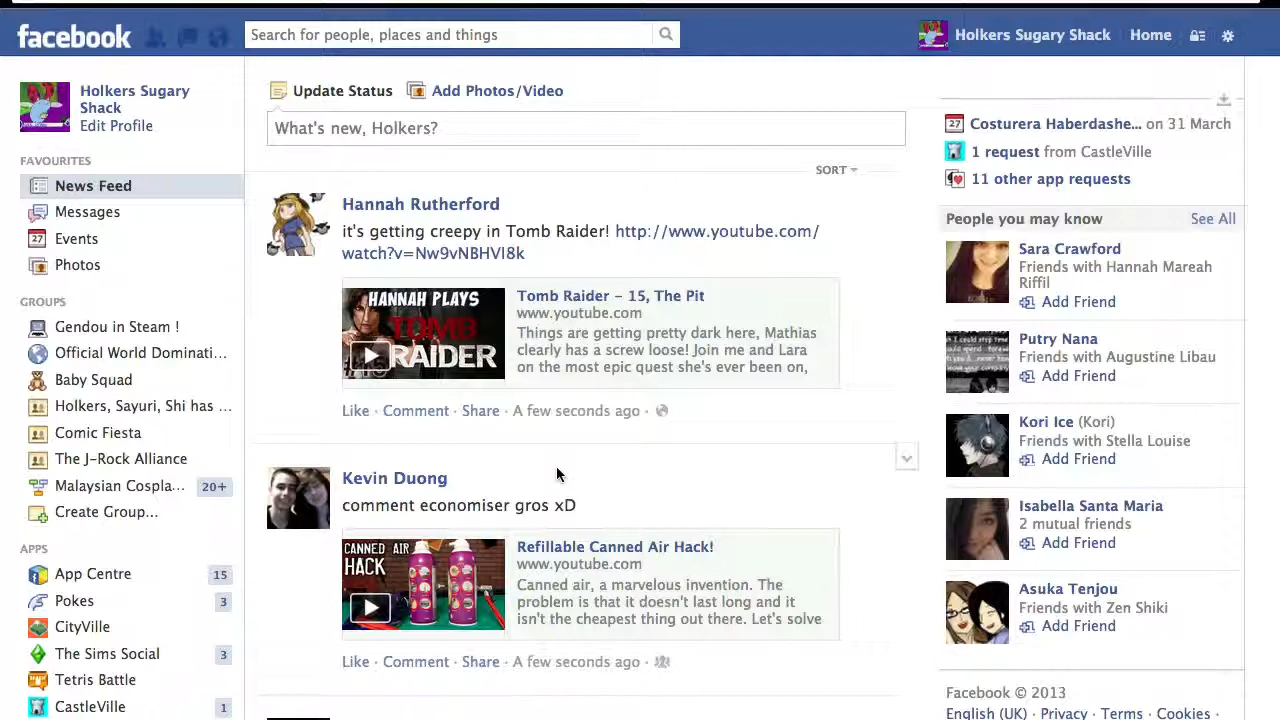 facebook
Search for people, places and things
Holkers Sugary Shack
Home
Holkers Sugary
Shack
Edit Profile
FAVOURITES
News Feed
Messages
27
Events
Photos
GROUPS
Gendou in Steam !
Official World Dominati...
Baby Squad
Holkers, Sayuri, Shi has ...
Comic Fiesta
The J-Rock Alliance
Malaysian Cospla... 20+
Create Group...
APPS
App Centre 15
Pokes 3
CityVille
The Sims Social 3
Tetris Battle
CastleVille 1
Update Status
Add Photos/Video
What's new, Holkers?
SORT
Hannah Rutherford
it's getting creepy in Tomb Raider! http://www.youtube.com/
watch?v=Nw9vNBHVI8k
HANNAH PLAYS
TOMB
RAIDER
Tomb Raider - 15, The Pit
www.youtube.com
Things are getting pretty dark here, Mathias
clearly has a screw loose! Join me and Lara
on the most epic quest she's ever been on,
Like · Comment · Share · A few seconds ago ·
Kevin Duong
comment economiser gros xD
CANNED AIR
HACK
Refillable Canned Air Hack!
www.youtube.com
Canned air, a marvelous invention. The
problem is that it doesn't last long and it
isn't the cheapest thing out there. Let's solve
Like · Comment · Share · A few seconds ago ·
27
Costurera Haberdashe... on 31 March
1 request from CastleVille
11 other app requests
People you may know
See All
Sara Crawford
Friends with Hannah Mareah
Riffil
Add Friend
Putry Nana
Friends with Augustine Libau
Add Friend
Kori Ice (Kori)
Friends with Stella Louise
Add Friend
Isabella Santa Maria
2 mutual friends
Add Friend
Asuka Tenjou
Friends with Zen Shiki
Add Friend
Facebook © 2013
English (UK) · Privacy · Terms · Cookies ·